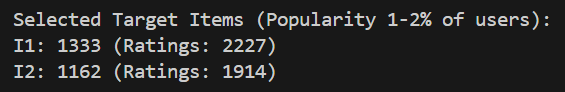 Selected Target Items (Popularity 1-2% of users):
I1: 1333 (Ratings: 2227)
I2: 1162 (Ratings: 1914)